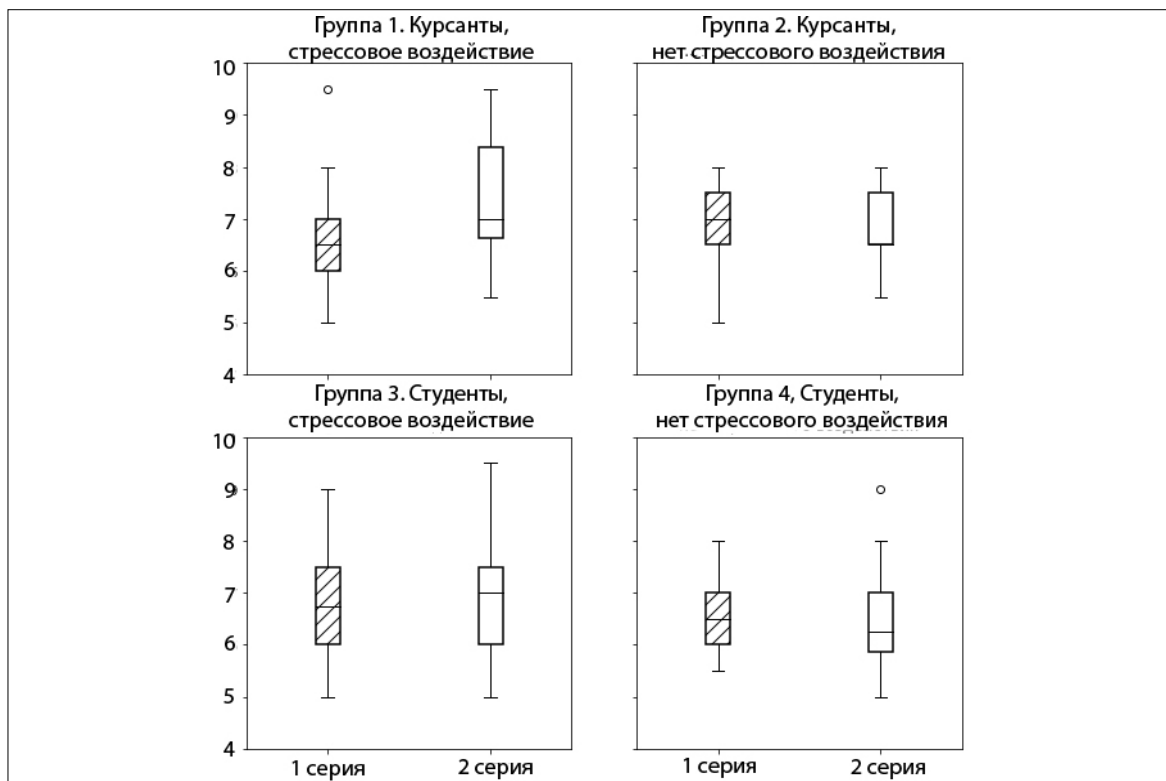 Группа 1. Курсанты,
стрессовое воздействие
Группа 2. Курсанты,
нет стрессового воздействия
10
9
8
7
6
5
4
Группа 3. Студенты,
стрессовое воздействие
Группа 4, Студенты,
нет стрессового воздействия
10
9
8
7
6
5
4
1 серия
2 серия
1 серия
2 серия